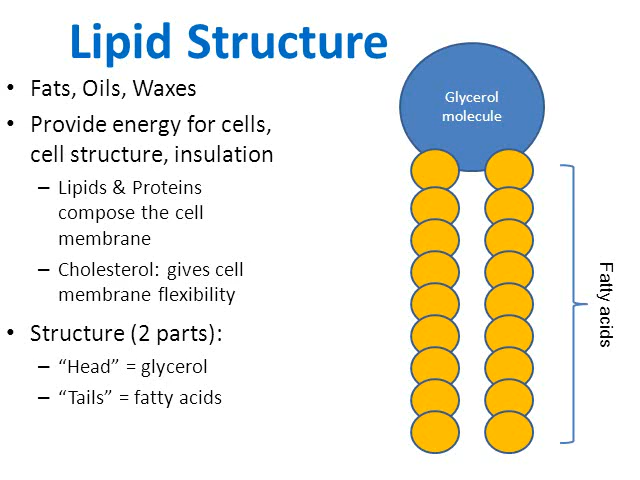 Lipid Structure
• Fats, Oils, Waxes
• Provide energy for cells,
cell structure, insulation
– Lipids & Proteins
compose the cell
membrane
– Cholesterol: gives cell
membrane flexibility
• Structure (2 parts):
– “Head” = glycerol
– “Tails” = fatty acids
Glycerol
molecule
Fatty acids